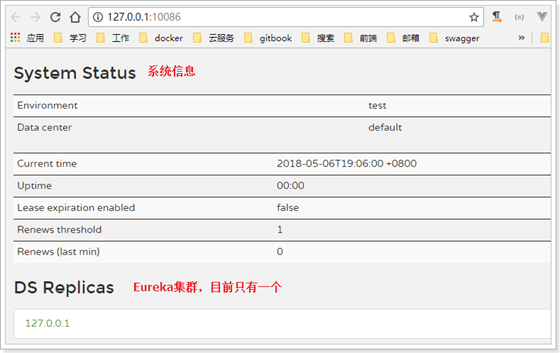 127.0.0.1:10086
应用 学习 工作 docker 云服务 gitbook 搜索 前端 邮箱 swagger »
System Status 系统信息
Environment test
Data center default
Current time 2018-05-06T19:06:00 +0800
Uptime 00:00
Lease expiration enabled false
Renews threshold 1
Renews (last min) 0
DS Replicas Eureka集群，目前只有一个
127.0.0.1